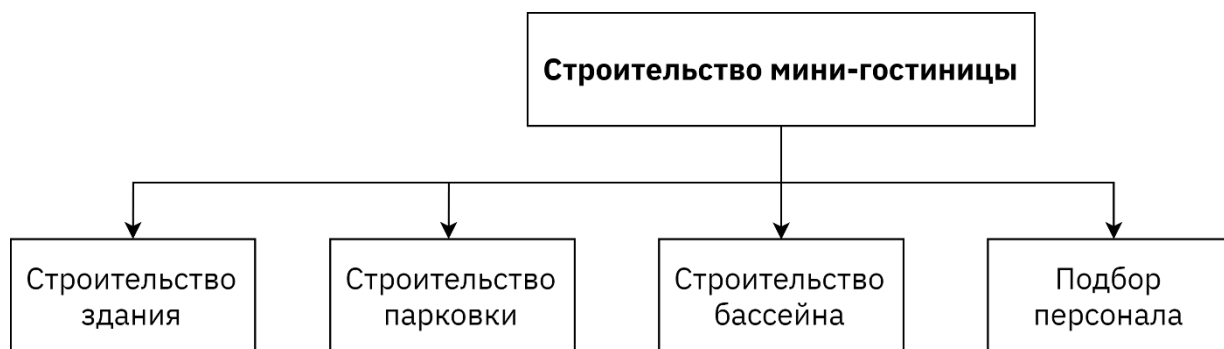 Строительство мини-гостиницы
Строительство
здания
Строительство
парковки
Строительство
бассейна
Подбор
персонала